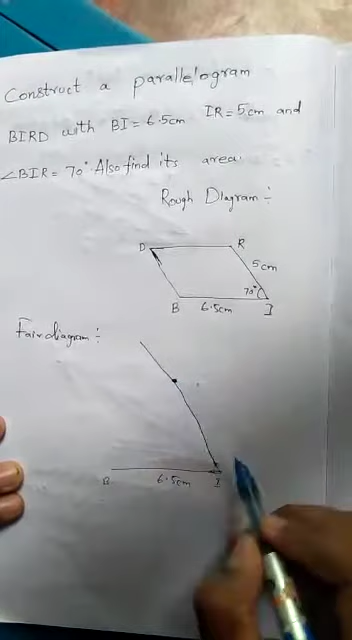 Construct a parallelogram
BIRD with BI = 6.5cm IR = 5cm and
∠BIR = 70° Also find its area.
Rough Diagram :-
D R
5cm
70°
B 6.5cm I
Fair diagram :-
B 6.5cm I